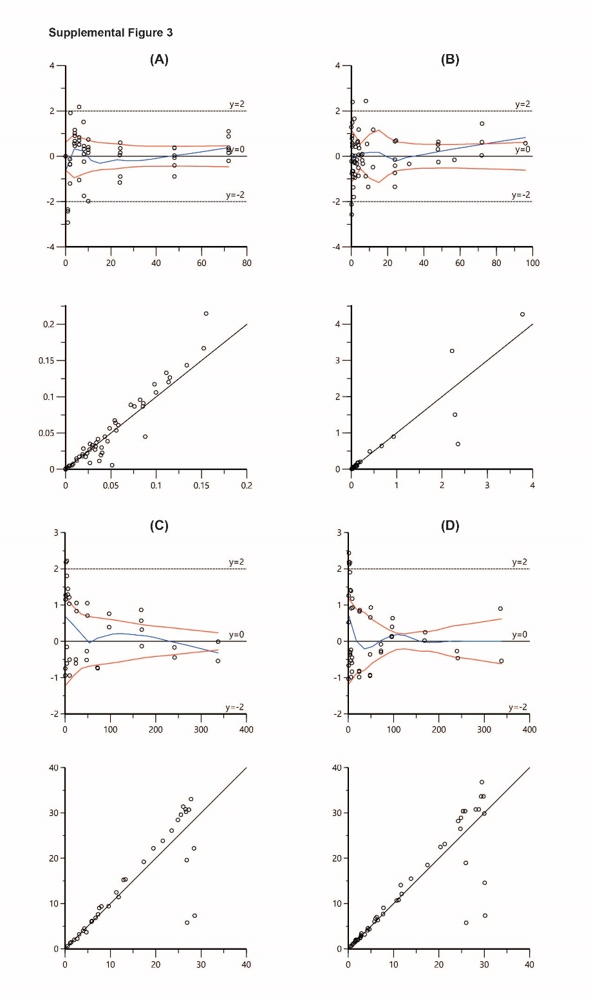 Supplemental Figure 3
(A)
(B)
4
2
0
-2
-4
y=2
y=0
y=-2
0 20 40 60 80
4
2
0
-2
-4
y=2
y=0
y=-2
0 20 40 60 80 100
0.2
0.15
0.1
0.05
0
0 0.05 0.1 0.15 0.2
4
3
2
1
0
0 1 2 3 4
(C)
(D)
3
2
1
0
-1
-2
y=2
y=0
y=-2
0 100 200 300 400
3
2
1
0
-1
-2
y=2
y=0
y=-2
0 100 200 300 400
40
30
20
10
0
0 10 20 30 40
40
30
20
10
0
0 10 20 30 40